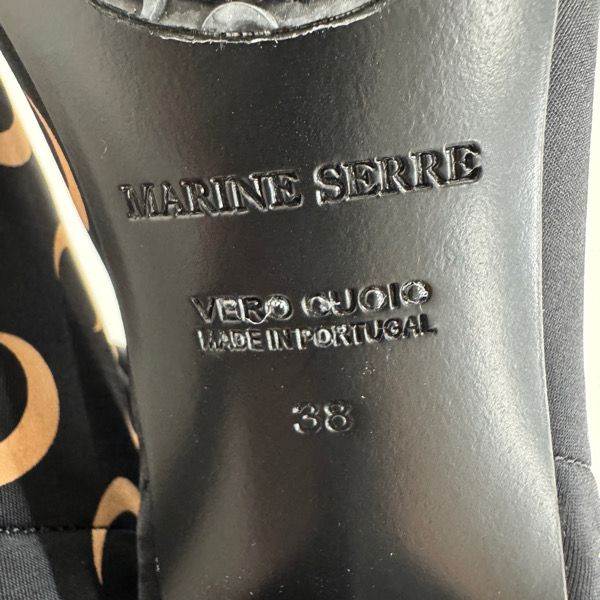 MARINE SERRE
VERO CUOIO
MADE IN PORTUGAL
38